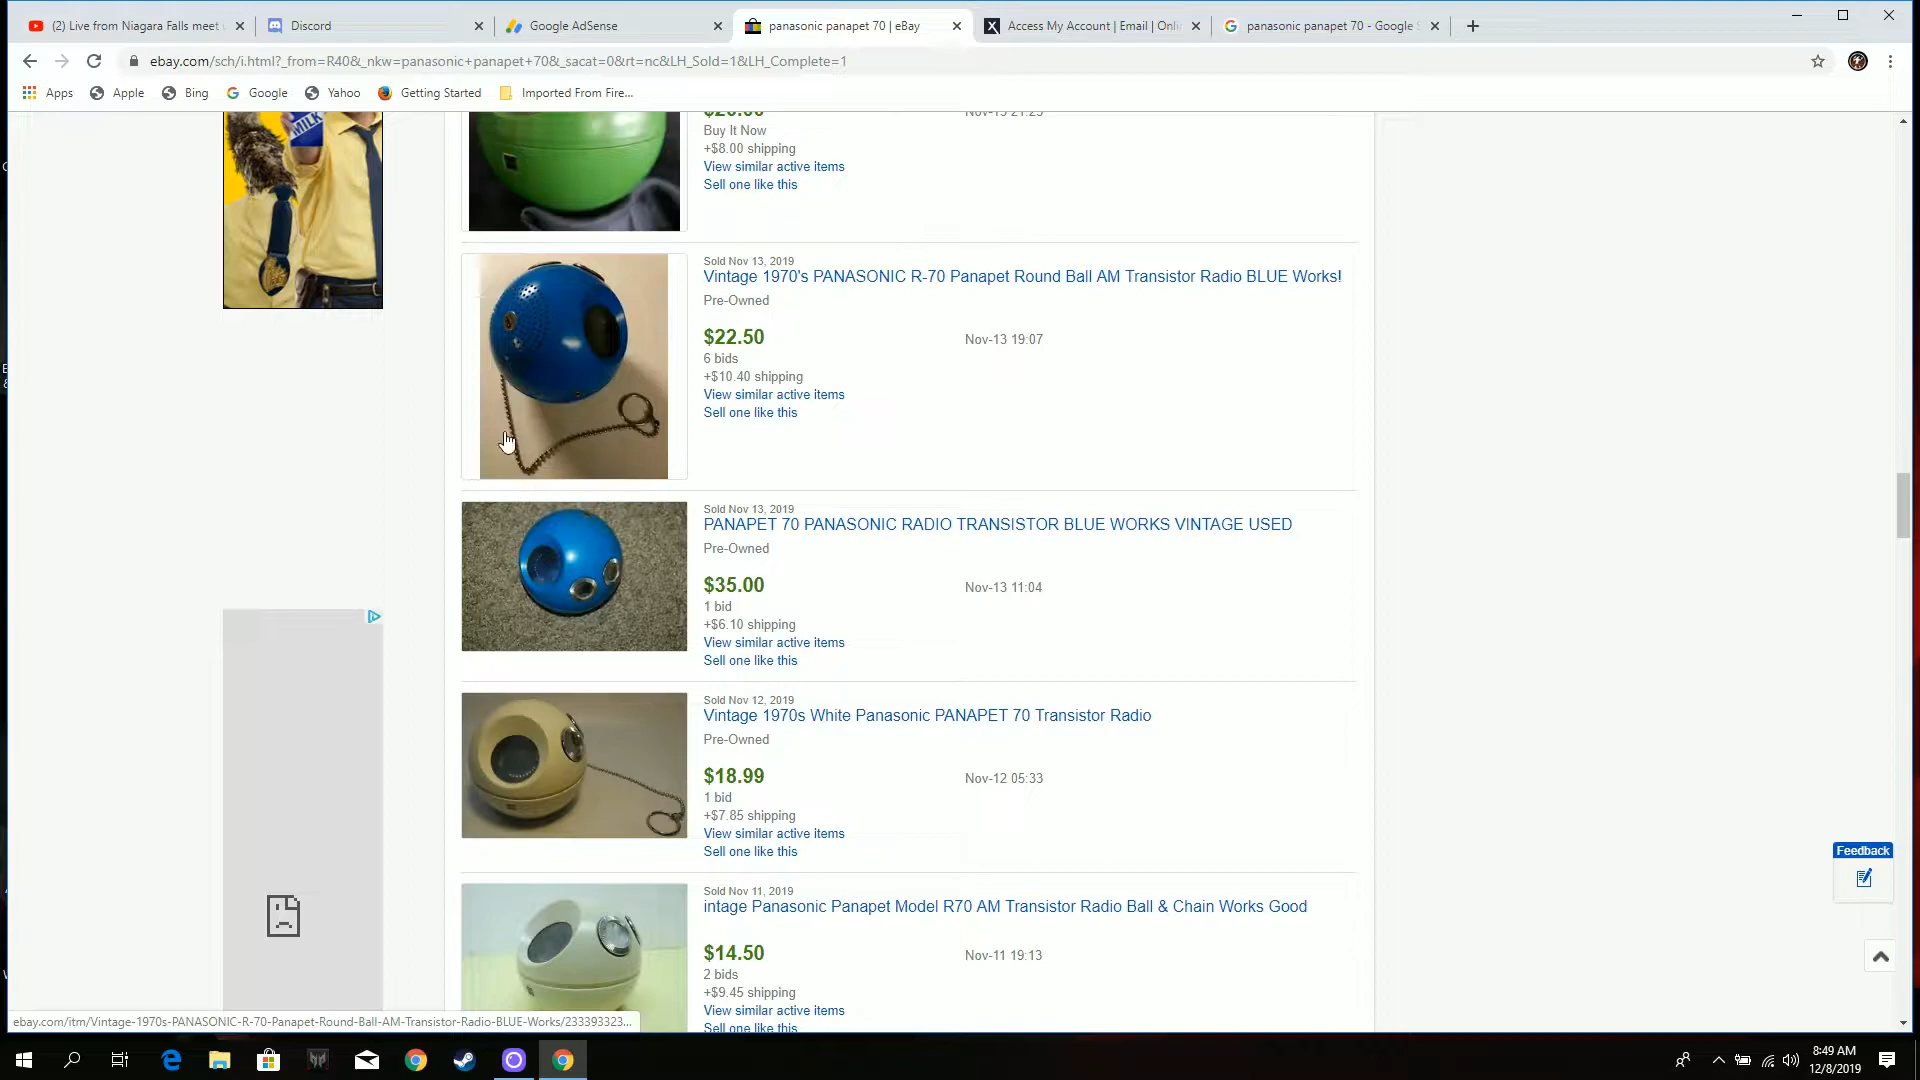 (2) Live from Niagara Falls meet
Discord
Google AdSense
panasonic panapet 70 | eBay
Access My Account | Email | Onli
panasonic panapet 70 - Google
ebay.com/sch/i.html?_from=R40&_nkw=panasonic+panapet+70&_sacat=0&rt=nc&LH_Sold=1&LH_Complete=1
Apps
Apple
Bing
Google
Yahoo
Getting Started
Imported From Fire...
MILK
Buy It Now
+$8.00 shipping
View similar active items
Sell one like this
Sold Nov 13, 2019
Vintage 1970's PANASONIC R-70 Panapet Round Ball AM Transistor Radio BLUE Works!
Pre-Owned
$22.50
Nov-13 19:07
6 bids
+$10.40 shipping
View similar active items
Sell one like this
Sold Nov 13, 2019
PANAPET 70 PANASONIC RADIO TRANSISTOR BLUE WORKS VINTAGE USED
Pre-Owned
$35.00
Nov-13 11:04
1 bid
+$6.10 shipping
View similar active items
Sell one like this
Sold Nov 12, 2019
Vintage 1970s White Panasonic PANAPET 70 Transistor Radio
Pre-Owned
$18.99
Nov-12 05:33
1 bid
+$7.85 shipping
View similar active items
Sell one like this
Sold Nov 11, 2019
intage Panasonic Panapet Model R70 AM Transistor Radio Ball & Chain Works Good
$14.50
Nov-11 19:13
2 bids
+$9.45 shipping
View similar active items
Sell one like this
Feedback
ebay.com/itm/Vintage-1970s-PANASONIC-R-70-Panapet-Round-Ball-AM-Transistor-Radio-BLUE-Works/233393323...
8:49 AM
12/8/2019